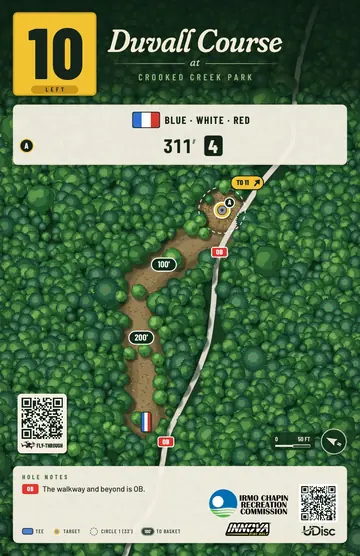 10
LEFT
Duvall Course
at
CROOKED CREEK PARK
BLUE · WHITE · RED
A
311' 4
TO 11
A
OB
100'
200'
OB
FLY-THROUGH
0 50 FT
HOLE NOTES
OB The walkway and beyond is OB.
IRMO CHAPIN
RECREATION
COMMISSION
TEE TARGET CIRCLE 1 (33') 100' TO BASKET
INNOVA
UDisc